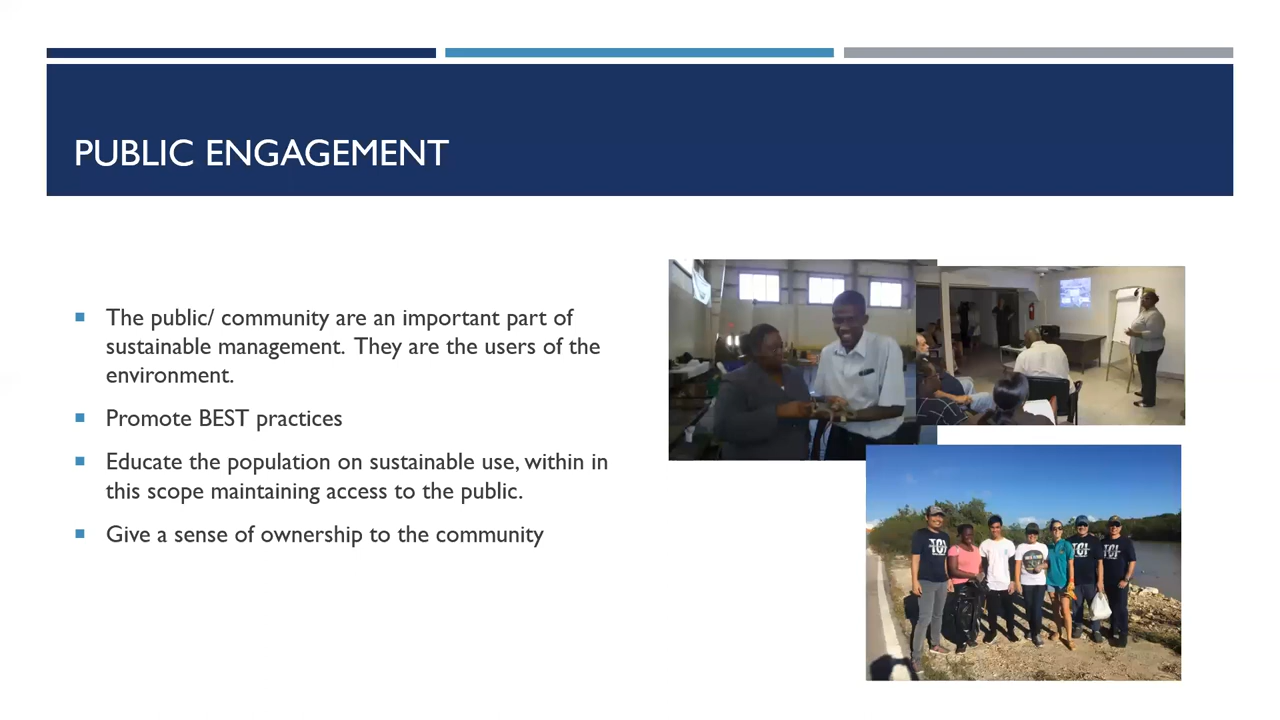 PUBLIC ENGAGEMENT
The public/ community are an important part of
sustainable management. They are the users of the
environment.
Promote BEST practices
Educate the population on sustainable use, within in
this scope maintaining access to the public.
Give a sense of ownership to the community